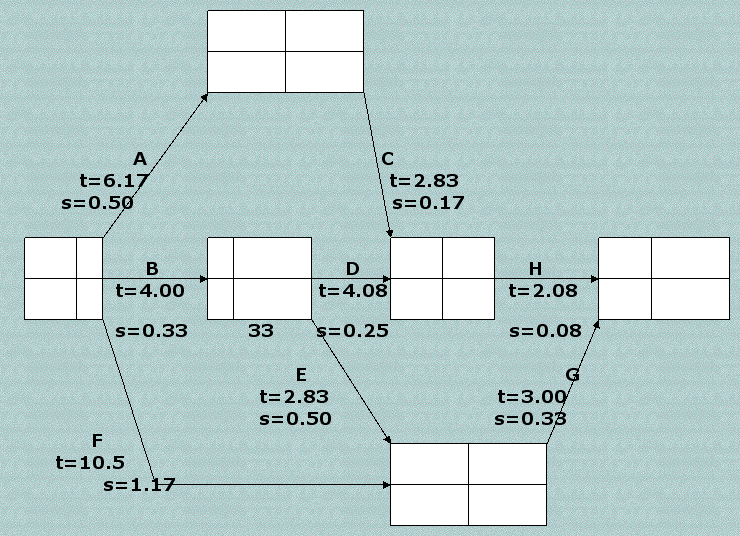 A
t=6.17
s=0.50
C
t=2.83
s=0.17
B
t=4.00
s=0.33
33
D
t=4.08
s=0.25
H
t=2.08
s=0.08
E
t=2.83
s=0.50
G
t=3.00
s=0.33
F
t=10.5
s=1.17